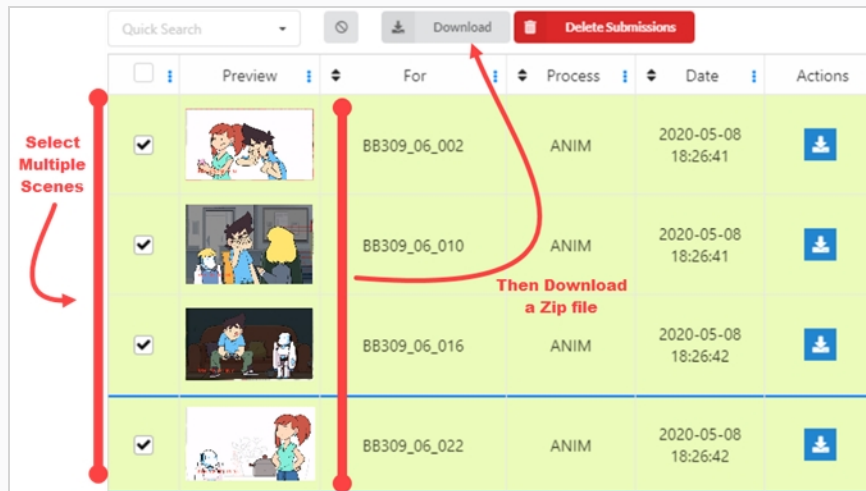 Quick Search
Download
Delete Submissions
Preview
For
Process
Date
Actions
Select
Multiple
Scenes
BB309_06_002
ANIM
2020-05-08
18:26:41
BB309_06_010
ANIM
2020-05-08
18:26:41
Then Download
a Zip file
BB309_06_016
ANIM
2020-05-08
18:26:42
BB309_06_022
ANIM
2020-05-08
18:26:42